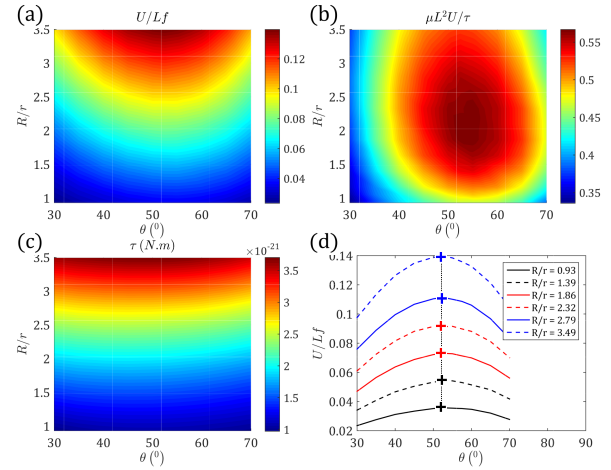 (a)
U/Lf
3.5
3
2.5
2
1.5
1
R/r
30 40 50 60 70
θ (⁰)
0.12
0.1
0.08
0.06
0.04
(b)
μL²U/τ
3.5
3
2.5
2
1.5
1
R/r
30 40 50 60 70
θ (⁰)
0.55
0.5
0.45
0.4
0.35
(c)
τ (N.m)
×10⁻²¹
3.5
3
2.5
2
1.5
1
R/r
30 40 50 60 70
θ (⁰)
3.5
3
2.5
2
1.5
1
(d)
0.14
0.12
0.1
0.08
0.06
0.04
0.02
U/Lf
30 40 50 60 70 80 90
θ (⁰)
R/r = 0.93
R/r = 1.39
R/r = 1.86
R/r = 2.32
R/r = 2.79
R/r = 3.49